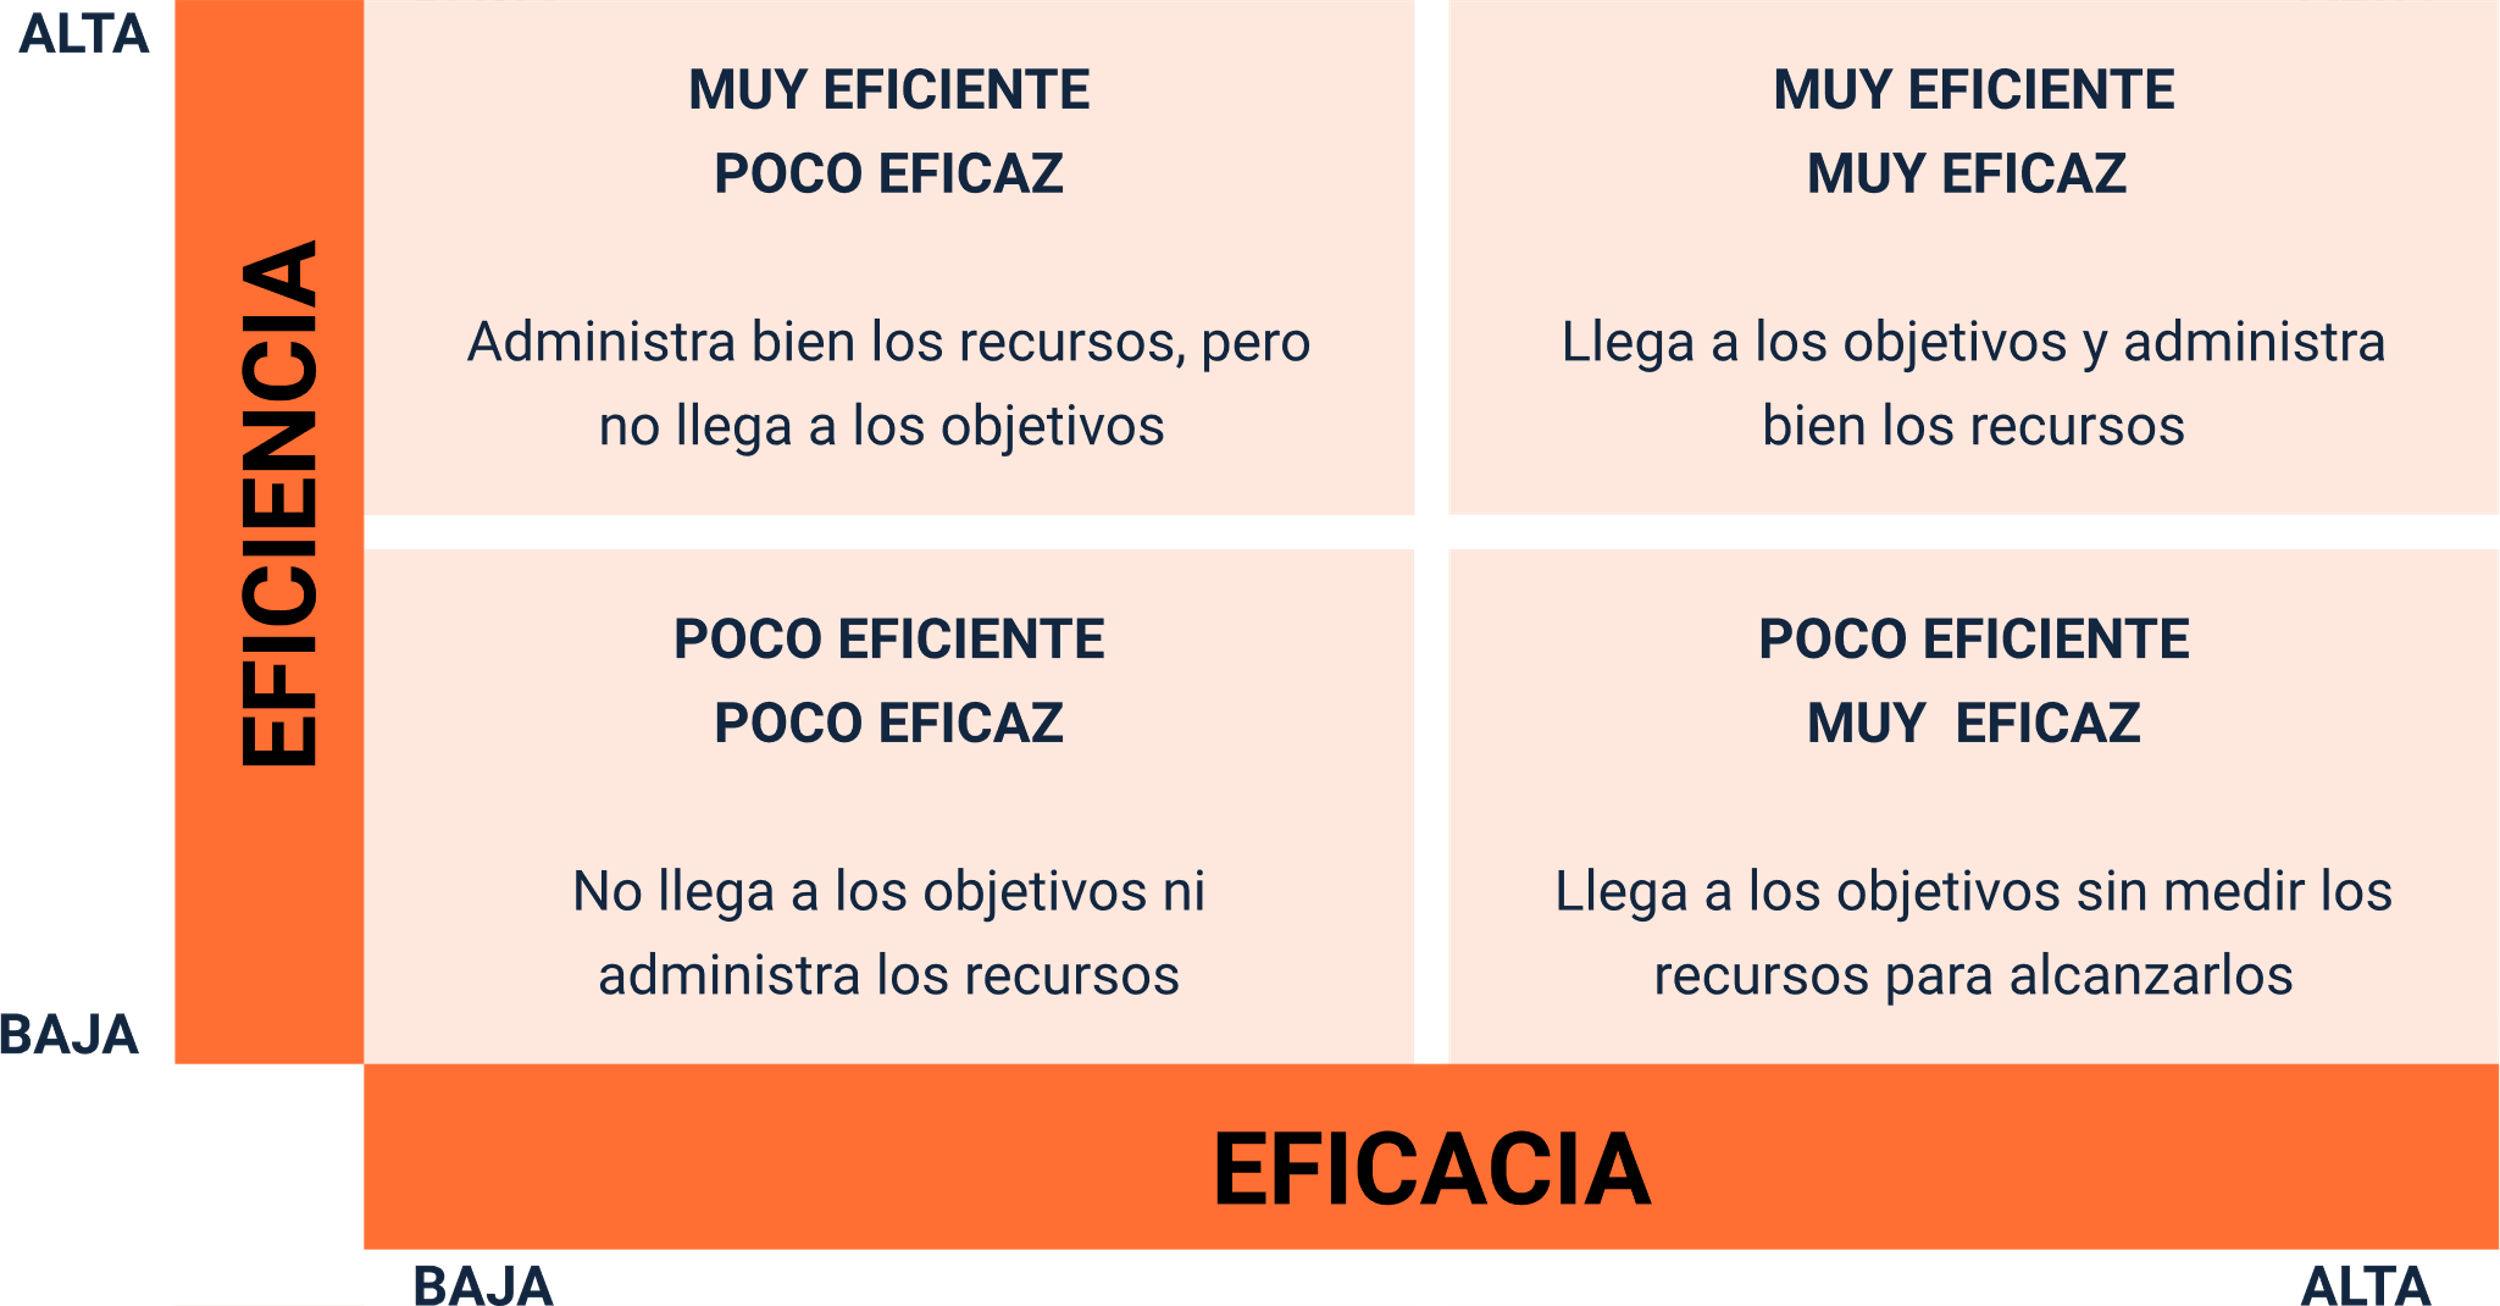 ALTA
EFICIENCIA
BAJA
MUY EFICIENTE
POCO EFICAZ
Administra bien los recursos, pero
no llega a los objetivos
MUY EFICIENTE
MUY EFICAZ
Llega a los objetivos y administra
bien los recursos
POCO EFICIENTE
POCO EFICAZ
No llega a los objetivos ni
administra los recursos
POCO EFICIENTE
MUY  EFICAZ
Llega a los objetivos sin medir los
recursos para alcanzarlos
EFICACIA
BAJA
ALTA